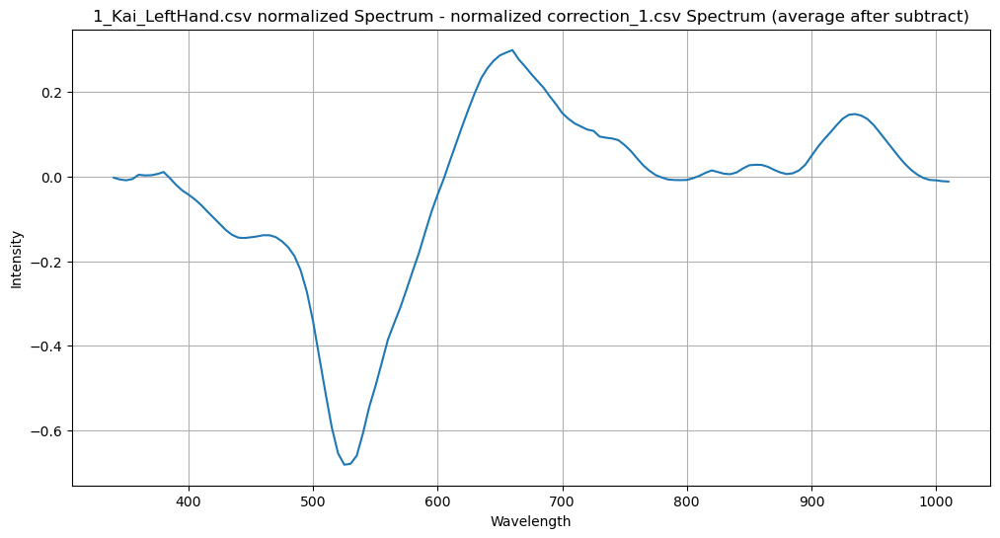 1_Kai_LeftHand.csv normalized Spectrum - normalized correction_1.csv Spectrum (average after subtract)
Intensity
0.2
0.0
−0.2
−0.4
−0.6
400 500 600 700 800 900 1000
Wavelength